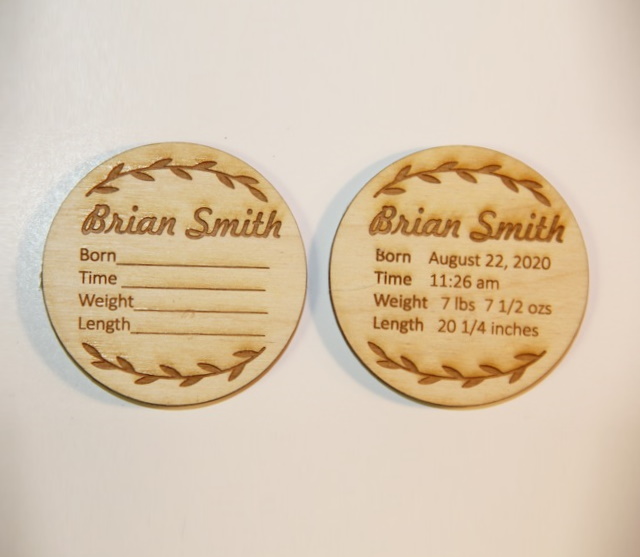 Brian Smith
Born
Time
Weight
Length
Brian Smith
Born August 22, 2020
Time 11:26 am
Weight 7 lbs 7 1/2 ozs
Length 20 1/4 inches